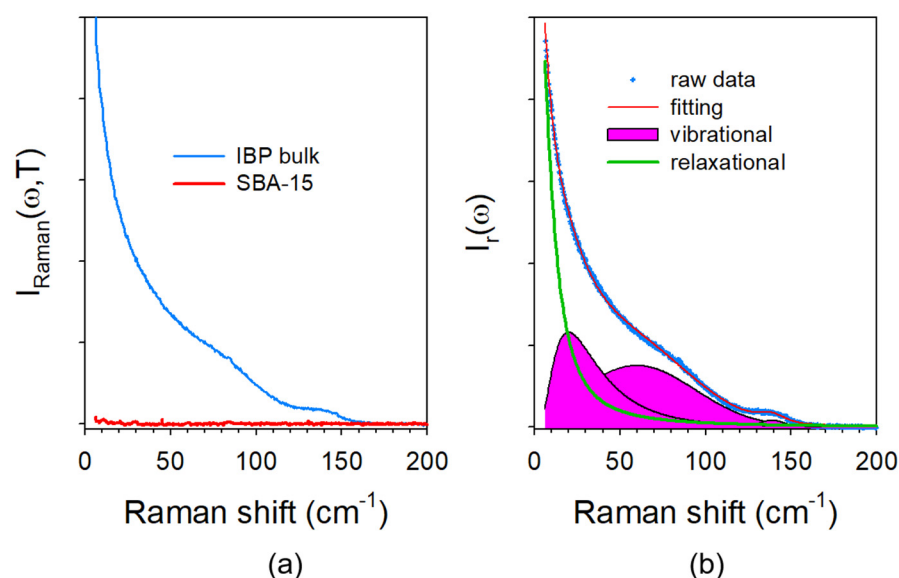 I_Raman(ω,T)
IBP bulk
SBA-15
0 50 100 150 200
Raman shift (cm⁻¹)
(a)
I_r(ω)
raw data
fitting
vibrational
relaxational
0 50 100 150 200
Raman shift (cm⁻¹)
(b)